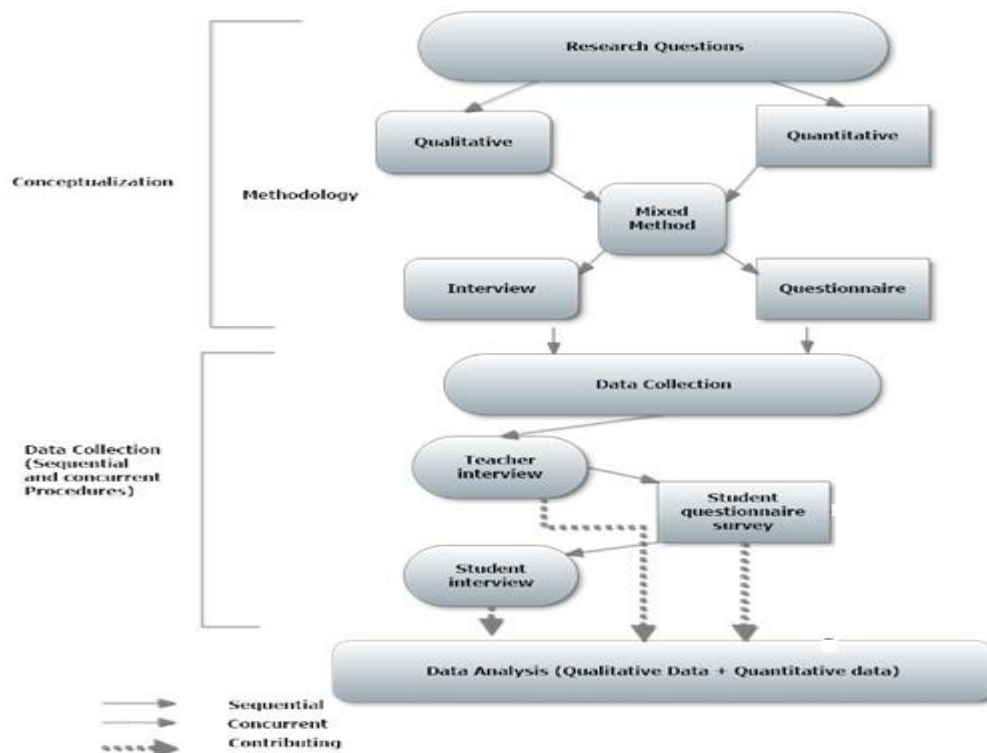 Research Questions
Qualitative
Quantitative
Conceptualization
Methodology
Mixed
Method
Interview
Questionnaire
Data Collection
Data Collection
(Sequential
and concurrent
Procedures)
Teacher
interview
Student
questionnaire
survey
Student
interview
Data Analysis (Qualitative Data + Quantitative data)
Sequential
Concurrent
Contributing